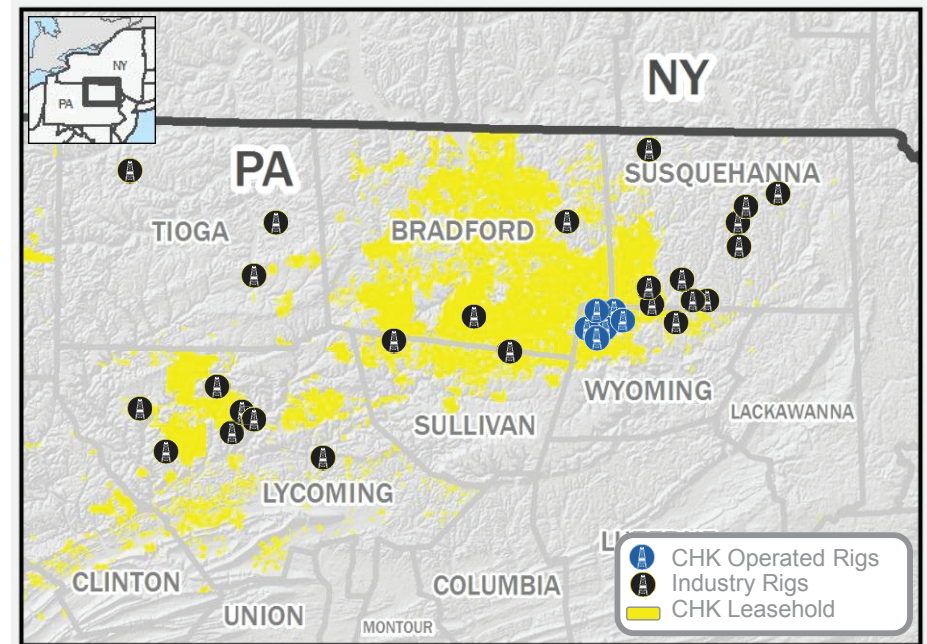 NY
PA
NY
PA
SUSQUEHANNA
TIOGA
BRADFORD
WYOMING
LACKAWANNA
SULLIVAN
LYCOMING
CLINTON
COLUMBIA
UNION
MONTOUR
CHK Operated Rigs
Industry Rigs
CHK Leasehold